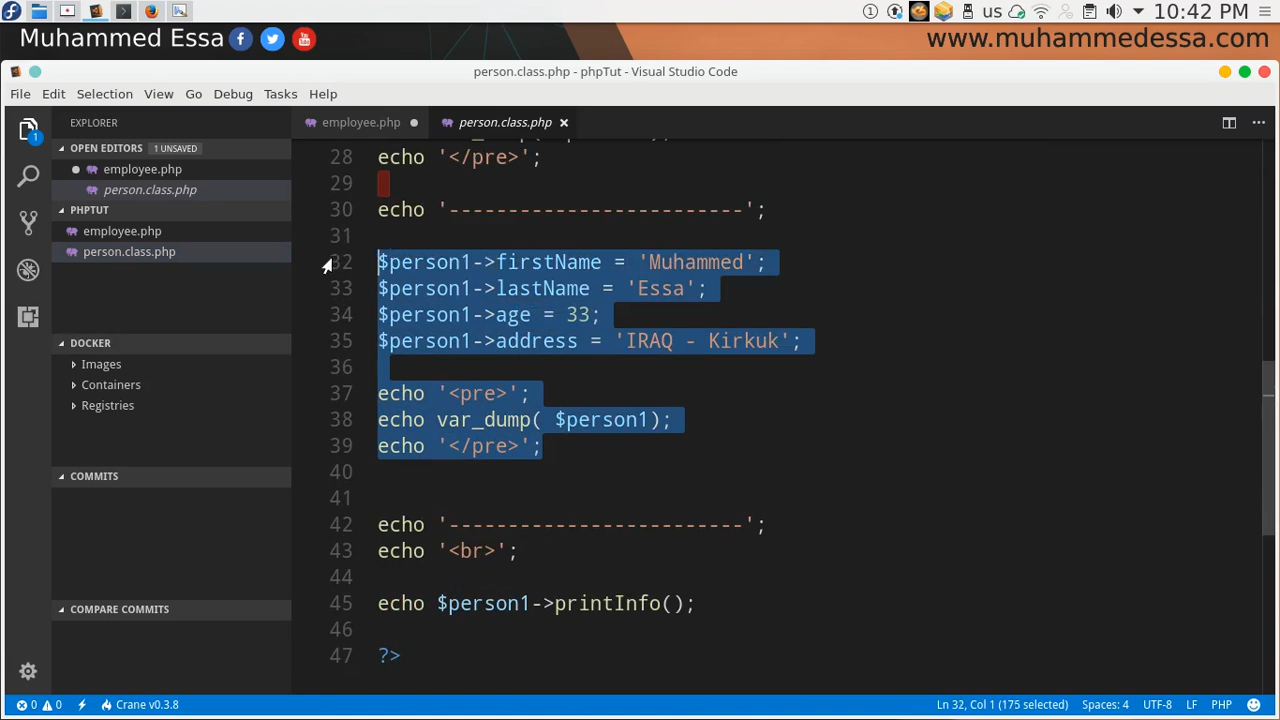 us
10:42 PM
Muhammed Essa
www.muhammedessa.com
person.class.php - phpTut - Visual Studio Code
File Edit Selection View Go Debug Tasks Help
EXPLORER
employee.php
person.class.php
OPEN EDITORS 1 UNSAVED
employee.php
person.class.php
PHPTUT
employee.php
person.class.php
DOCKER
Images
Containers
Registries
COMMITS
COMPARE COMMITS
28 echo '</pre>';
29
30 echo '-------------------------';
31
32 $person1->firstName = 'Muhammed';
33 $person1->lastName = 'Essa';
34 $person1->age = 33;
35 $person1->address = 'IRAQ - Kirkuk';
36
37 echo '<pre>';
38 echo var_dump( $person1);
39 echo '</pre>';
40
41
42 echo '-------------------------';
43 echo '<br>';
44
45 echo $person1->printInfo();
46
47 ?>
0 0 Crane v0.3.8
Ln 32, Col 1 (175 selected) Spaces: 4 UTF-8 LF PHP